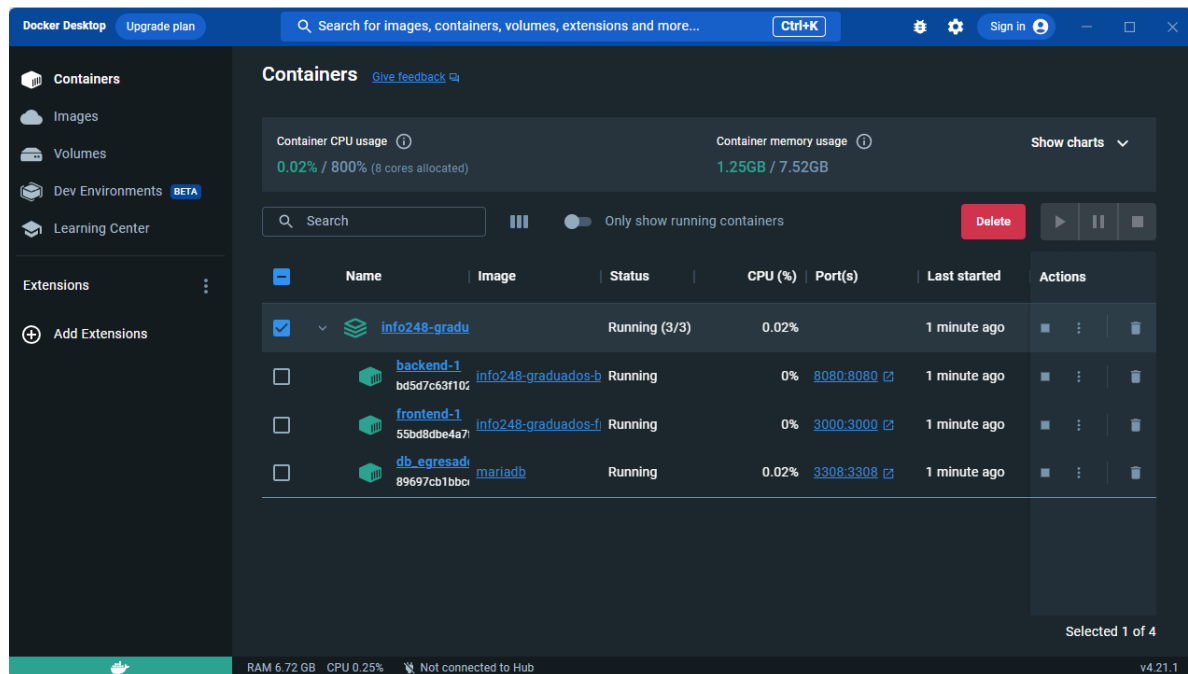 Docker Desktop Upgrade plan Search for images, containers, volumes, extensions and more... Ctrl+K Sign in
Containers
Images
Volumes
Dev Environments BETA
Learning Center
Extensions
Add Extensions
Containers Give feedback
Container CPU usage
0.02% / 800% (8 cores allocated)
Container memory usage
1.25GB / 7.52GB
Show charts
Search Only show running containers Delete
Name Image Status CPU (%) Port(s) Last started Actions
info248-gradu Running (3/3) 0.02% 1 minute ago
backend-1
bd5d7c63f102 info248-graduados-b Running 0% 8080:8080 1 minute ago
frontend-1
55bd8dbe4a7 info248-graduados-f Running 0% 3000:3000 1 minute ago
db_egresad
89697cb1bbc mariadb Running 0.02% 3308:3308 1 minute ago
Selected 1 of 4
RAM 6.72 GB CPU 0.25% Not connected to Hub v4.21.1